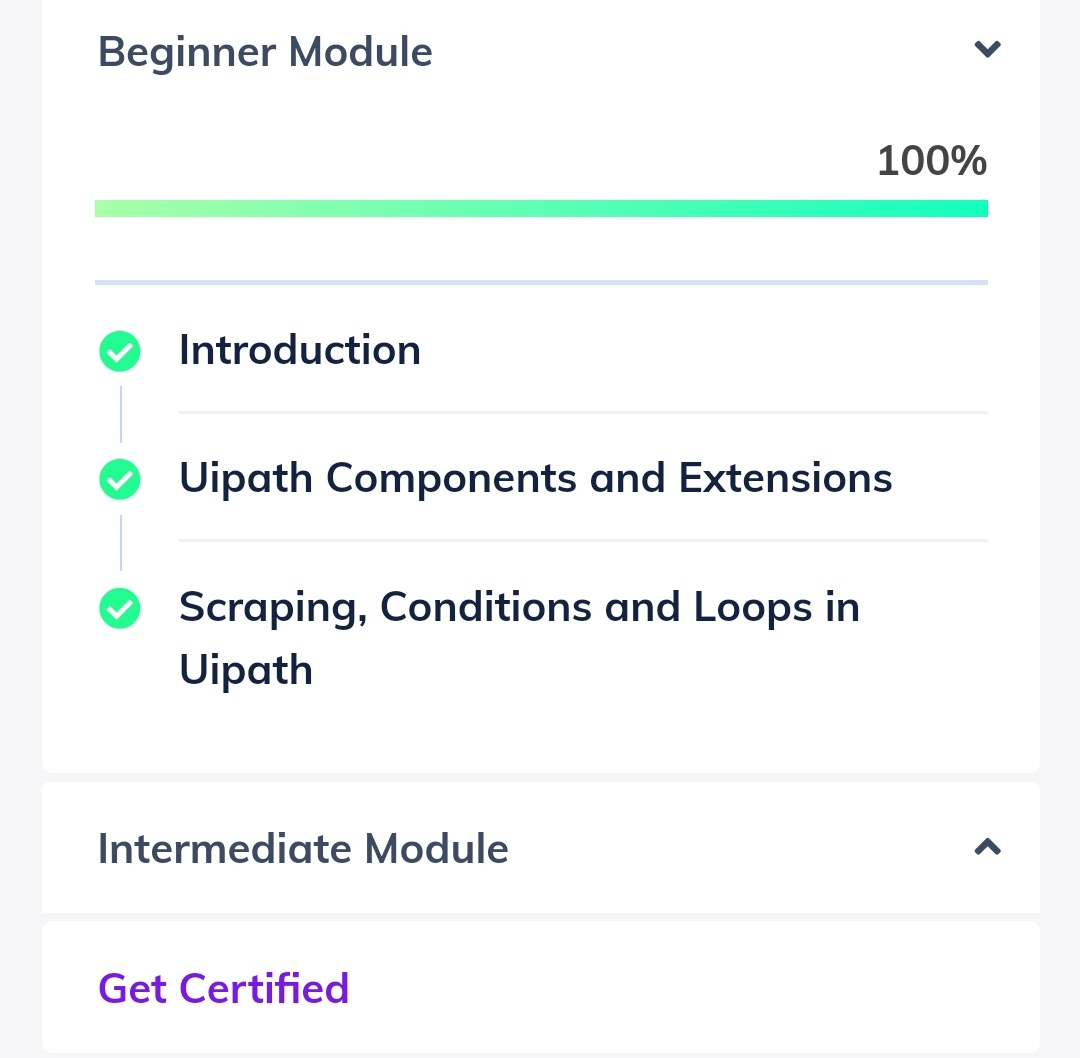 Beginner Module
100%
Introduction
Uipath Components and Extensions
Scraping, Conditions and Loops in
Uipath
Intermediate Module
Get Certified